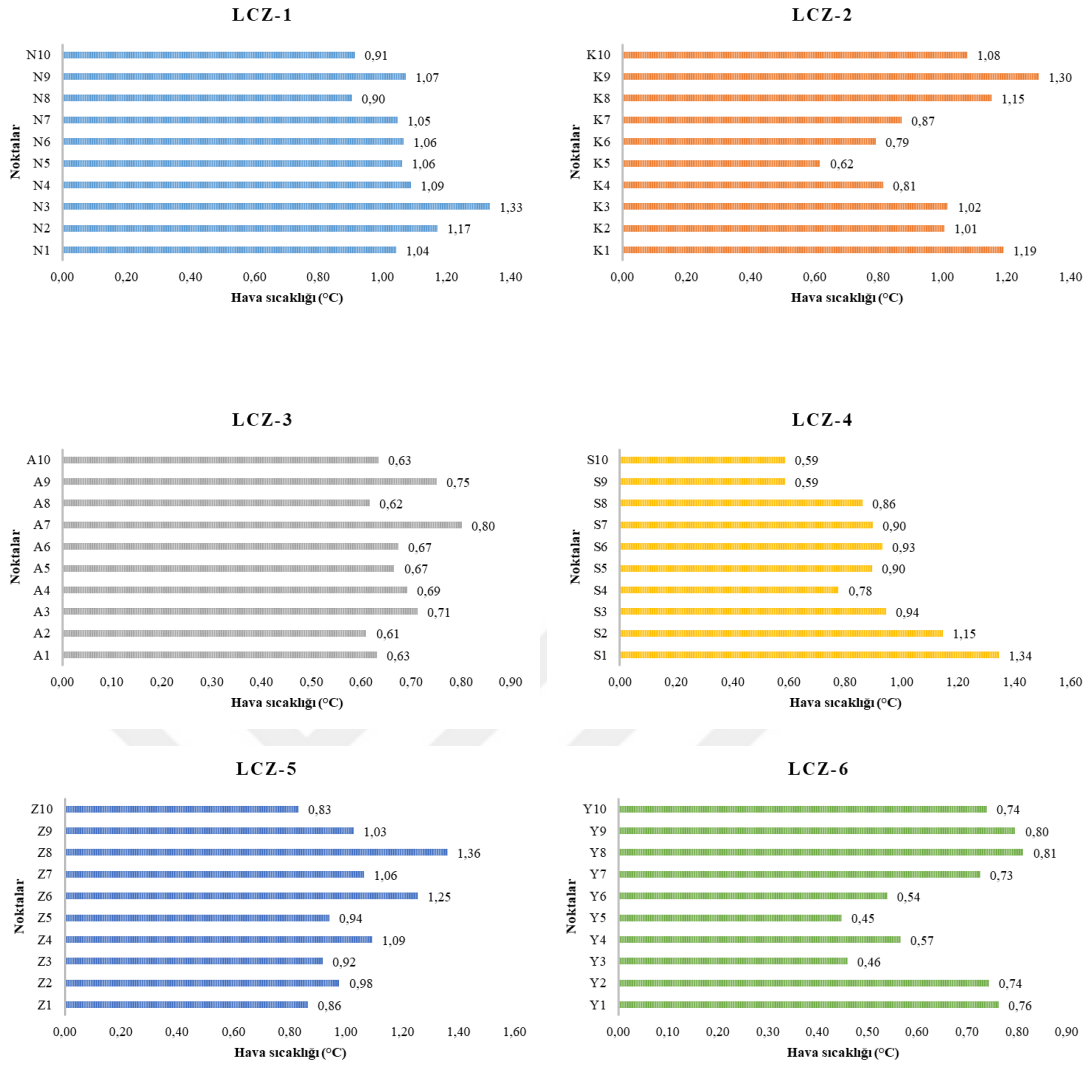 LCZ-1
Noktalar
N10 0,91
N9 1,07
N8 0,90
N7 1,05
N6 1,06
N5 1,06
N4 1,09
N3 1,33
N2 1,17
N1 1,04
0,00 0,20 0,40 0,60 0,80 1,00 1,20 1,40
Hava sıcaklığı (°C)
LCZ-2
Noktalar
K10 1,08
K9 1,30
K8 1,15
K7 0,87
K6 0,79
K5 0,62
K4 0,81
K3 1,02
K2 1,01
K1 1,19
0,00 0,20 0,40 0,60 0,80 1,00 1,20 1,40
Hava sıcaklığı (°C)
LCZ-3
Noktalar
A10 0,63
A9 0,75
A8 0,62
A7 0,80
A6 0,67
A5 0,67
A4 0,69
A3 0,71
A2 0,61
A1 0,63
0,00 0,10 0,20 0,30 0,40 0,50 0,60 0,70 0,80 0,90
Hava sıcaklığı (°C)
LCZ-4
Noktalar
S10 0,59
S9 0,59
S8 0,86
S7 0,90
S6 0,93
S5 0,90
S4 0,78
S3 0,94
S2 1,15
S1 1,34
0,00 0,20 0,40 0,60 0,80 1,00 1,20 1,40 1,60
Hava sıcaklığı (°C)
LCZ-5
Noktalar
Z10 0,83
Z9 1,03
Z8 1,36
Z7 1,06
Z6 1,25
Z5 0,94
Z4 1,09
Z3 0,92
Z2 0,98
Z1 0,86
0,00 0,20 0,40 0,60 0,80 1,00 1,20 1,40 1,60
Hava sıcaklığı (°C)
LCZ-6
Noktalar
Y10 0,74
Y9 0,80
Y8 0,81
Y7 0,73
Y6 0,54
Y5 0,45
Y4 0,57
Y3 0,46
Y2 0,74
Y1 0,76
0,00 0,10 0,20 0,30 0,40 0,50 0,60 0,70 0,80 0,90
Hava sıcaklığı (°C)